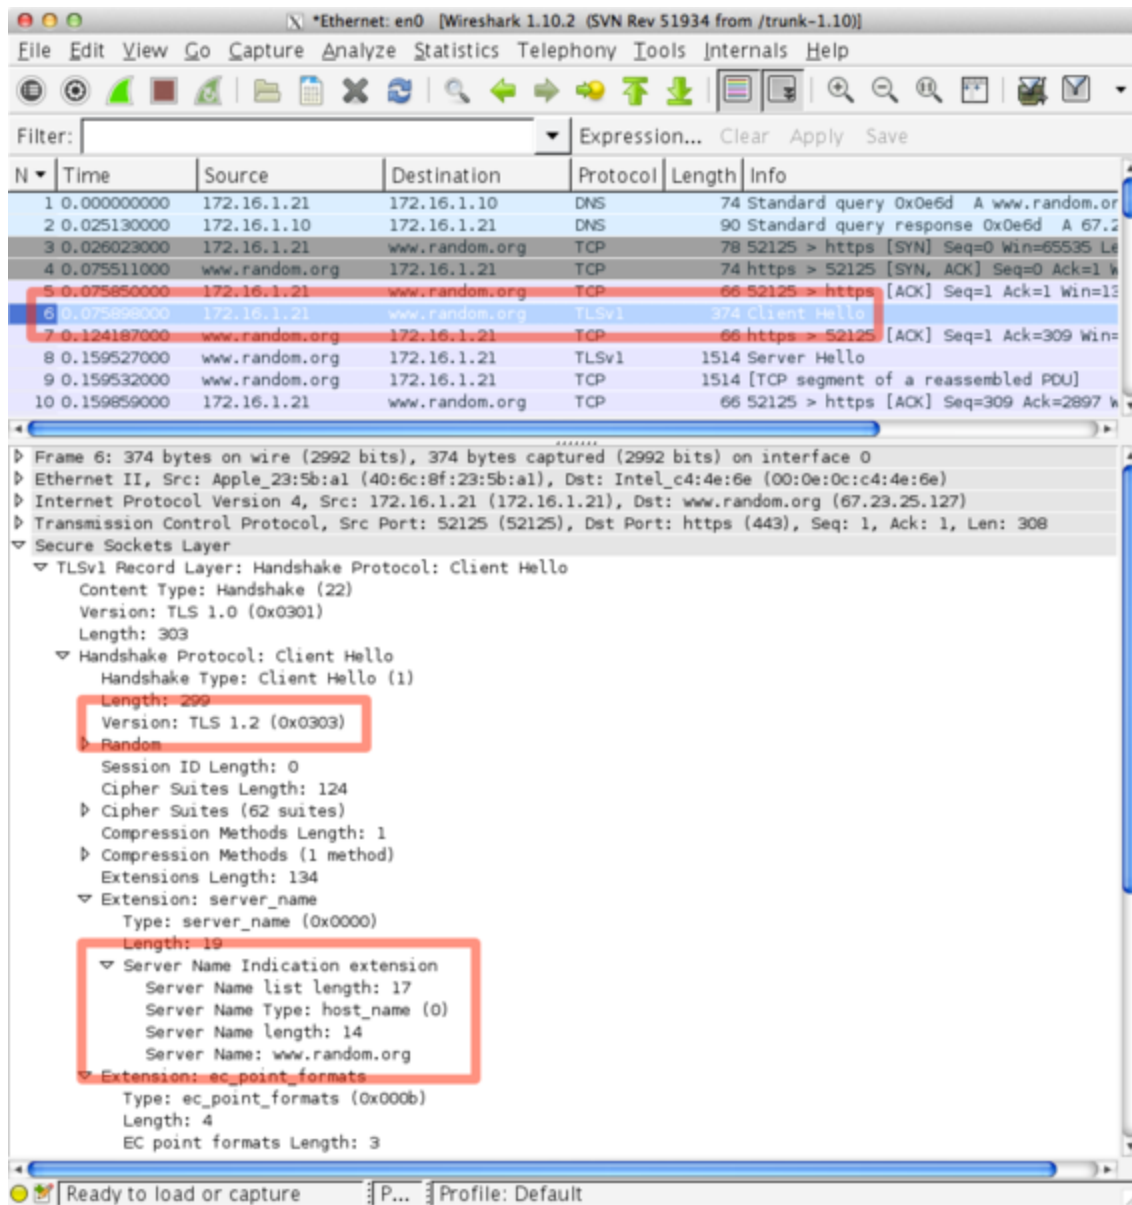 *Ethernet: en0 [Wireshark 1.10.2 (SVN Rev 51934 from /trunk-1.10)]
File Edit View Go Capture Analyze Statistics Telephony Tools Internals Help
Filter: Expression... Clear Apply Save
N Time Source Destination Protocol Length Info
1 0.000000000 172.16.1.21 172.16.1.10 DNS 74 Standard query 0x0e6d A www.random.or
2 0.025130000 172.16.1.10 172.16.1.21 DNS 90 Standard query response 0x0e6d A 67.2
3 0.026023000 172.16.1.21 www.random.org TCP 78 52125 > https [SYN] Seq=0 Win=65535 Le
4 0.075511000 www.random.org 172.16.1.21 TCP 74 https > 52125 [SYN, ACK] Seq=0 Ack=1 W
5 0.075850000 172.16.1.21 www.random.org TCP 66 52125 > https [ACK] Seq=1 Ack=1 Win=13
6 0.075898000 172.16.1.21 www.random.org TLSv1 374 Client Hello
7 0.124187000 www.random.org 172.16.1.21 TCP 66 https > 52125 [ACK] Seq=1 Ack=309 Win=
8 0.159527000 www.random.org 172.16.1.21 TLSv1 1514 Server Hello
9 0.159532000 www.random.org 172.16.1.21 TCP 1514 [TCP segment of a reassembled PDU]
10 0.159859000 172.16.1.21 www.random.org TCP 66 52125 > https [ACK] Seq=309 Ack=2897 W
Frame 6: 374 bytes on wire (2992 bits), 374 bytes captured (2992 bits) on interface 0
Ethernet II, Src: Apple_23:5b:a1 (40:6c:8f:23:5b:a1), Dst: Intel_c4:4e:6e (00:0e:0c:c4:4e:6e)
Internet Protocol Version 4, Src: 172.16.1.21 (172.16.1.21), Dst: www.random.org (67.23.25.127)
Transmission Control Protocol, Src Port: 52125 (52125), Dst Port: https (443), Seq: 1, Ack: 1, Len: 308
Secure Sockets Layer
TLSv1 Record Layer: Handshake Protocol: Client Hello
Content Type: Handshake (22)
Version: TLS 1.0 (0x0301)
Length: 303
Handshake Protocol: Client Hello
Handshake Type: Client Hello (1)
Length: 299
Version: TLS 1.2 (0x0303)
Random
Session ID Length: 0
Cipher Suites Length: 124
Cipher Suites (62 suites)
Compression Methods Length: 1
Compression Methods (1 method)
Extensions Length: 134
Extension: server_name
Type: server_name (0x0000)
Length: 19
Server Name Indication extension
Server Name list length: 17
Server Name Type: host_name (0)
Server Name length: 14
Server Name: www.random.org
Extension: ec_point_formats
Type: ec_point_formats (0x000b)
Length: 4
EC point formats Length: 3
Ready to load or capture P... Profile: Default